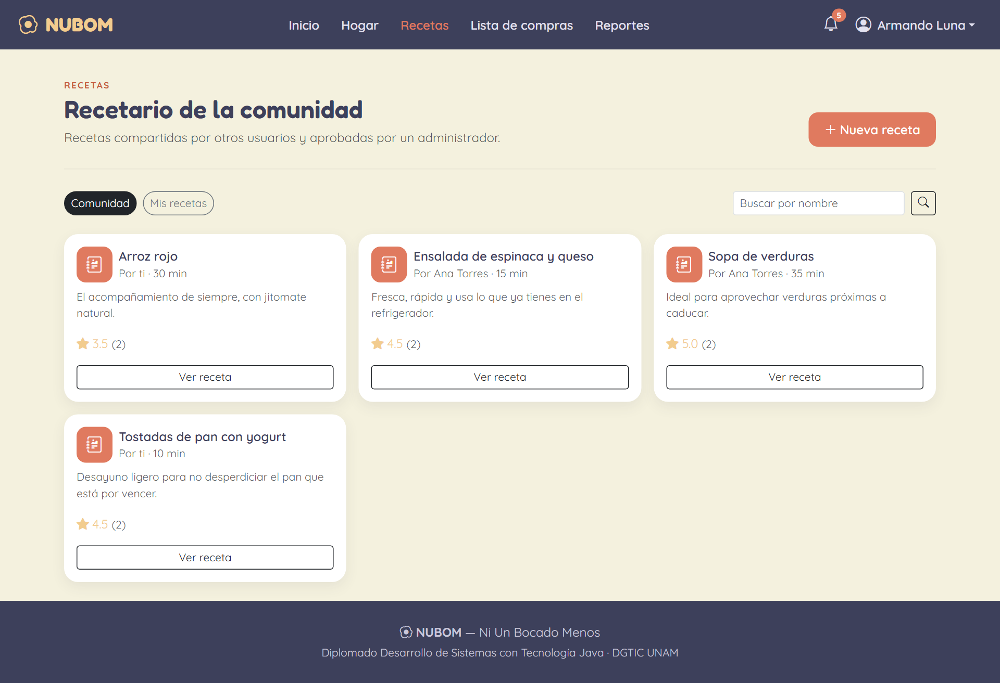 NUBOM
Inicio
Hogar
Recetas
Lista de compras
Reportes
5
Armando Luna
RECETAS
Recetario de la comunidad
Recetas compartidas por otros usuarios y aprobadas por un administrador.
+ Nueva receta
Comunidad
Mis recetas
Buscar por nombre
Arroz rojo
Por ti · 30 min
El acompañamiento de siempre, con jitomate
natural.
3.5 (2)
Ver receta
Ensalada de espinaca y queso
Por Ana Torres · 15 min
Fresca, rápida y usa lo que ya tienes en el
refrigerador.
4.5 (2)
Ver receta
Sopa de verduras
Por Ana Torres · 35 min
Ideal para aprovechar verduras próximas a
caducar.
5.0 (2)
Ver receta
Tostadas de pan con yogurt
Por ti · 10 min
Desayuno ligero para no desperdiciar el pan que
está por vencer.
4.5 (2)
Ver receta
NUBOM — Ni Un Bocado Menos
Diplomado Desarrollo de Sistemas con Tecnología Java · DGTIC UNAM